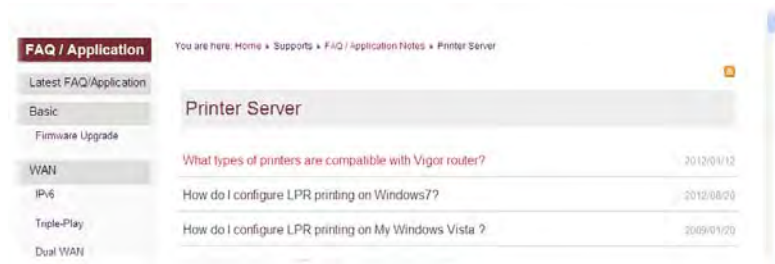 FAQ / Application
Latest FAQ/Application
Basic
Firmware Upgrade
WAN
IPv6
Triple-Play
Dual WAN
You are here: Home » Supports » FAQ / Application Notes » Printer Server
Printer Server
What types of printers are compatible with Vigor router? 2012/01/12
How do I configure LPR printing on Windows7? 2012/08/20
How do I configure LPR printing on My Windows Vista ? 2009/01/20